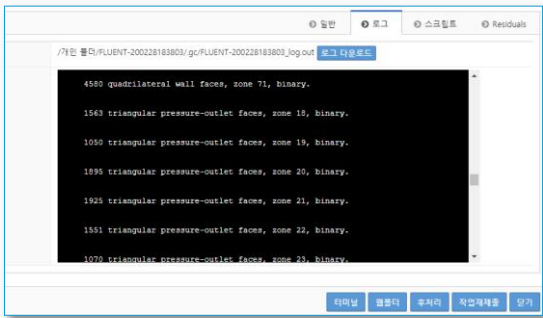 일반 로그 스크립트 Residuals
/개인 폴더/FLUENT-200228183803/.gc/FLUENT-200228183803_log.out 로그 다운로드
4580 quadrilateral wall faces, zone 71, binary.
1563 triangular pressure-outlet faces, zone 18, binary.
1050 triangular pressure-outlet faces, zone 19, binary.
1895 triangular pressure-outlet faces, zone 20, binary.
1925 triangular pressure-outlet faces, zone 21, binary.
1551 triangular pressure-outlet faces, zone 22, binary.
1070 triangular pressure-outlet faces, zone 23, binary.
터미널 웹폴더 후처리 작업재제출 닫기